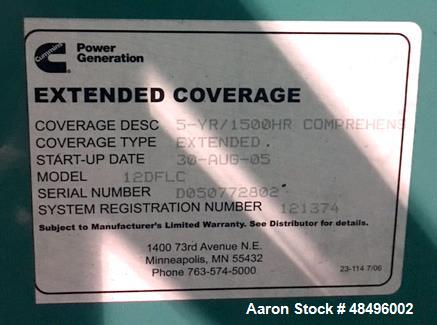 Cummins
Power
Generation
EXTENDED COVERAGE
COVERAGE DESC 5-YR/1500HR COMPREHENS
COVERAGE TYPE EXTENDED.
START-UP DATE 30-AUG-05
MODEL 12DFLC
SERIAL NUMBER D050772802
SYSTEM REGISTRATION NUMBER 121374
Subject to Manufacturer's Limited Warranty. See Distributor for details.
1400 73rd Avenue N.E.
Minneapolis, MN 55432
Phone 763-574-5000
23-114 7/06
Aaron Stock # 48496002